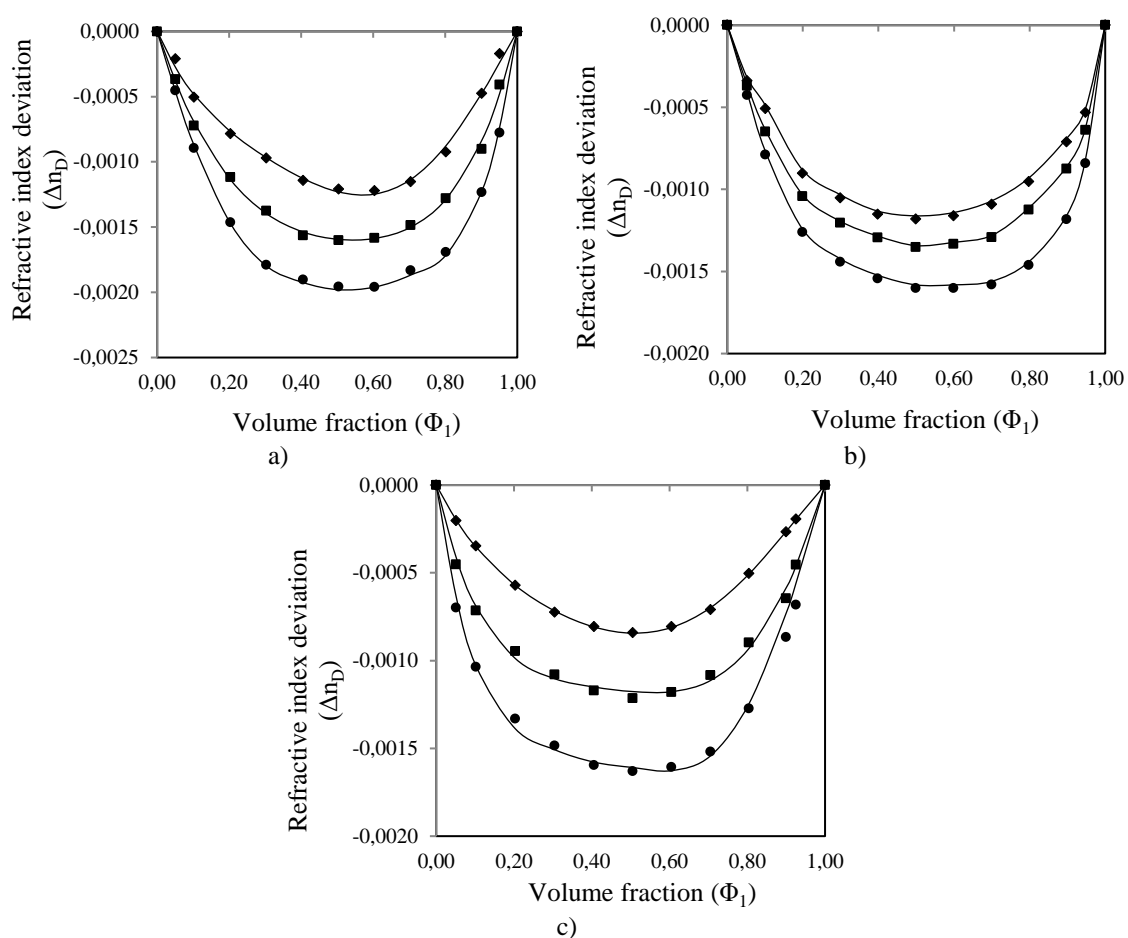 Refractive index deviation
(Δn_D)
0,0000
-0,0005
-0,0010
-0,0015
-0,0020
-0,0025
0,00 0,20 0,40 0,60 0,80 1,00
Volume fraction (Φ_1)
a)
Refractive index deviation
(Δn_D)
0,0000
-0,0005
-0,0010
-0,0015
-0,0020
0,00 0,20 0,40 0,60 0,80 1,00
Volume fraction (Φ_1)
b)
Refractive index deviation
(Δn_D)
0,0000
-0,0005
-0,0010
-0,0015
-0,0020
0,00 0,20 0,40 0,60 0,80 1,00
Volume fraction (Φ_1)
c)